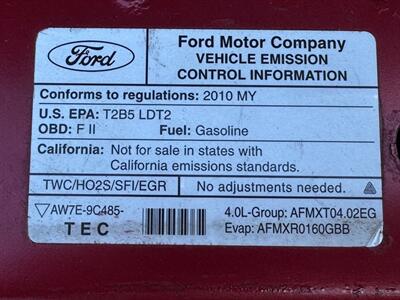 Ford
Ford Motor Company
VEHICLE EMISSION
CONTROL INFORMATION
Conforms to regulations: 2010 MY
U.S. EPA: T2B5 LDT2
OBD: F II Fuel: Gasoline
California: Not for sale in states with
California emissions standards.
TWC/HO2S/SFI/EGR
No adjustments needed.
AW7E-9C485-
TEC
4.0L-Group: AFMXT04.02EG
Evap: AFMXR0160GBB